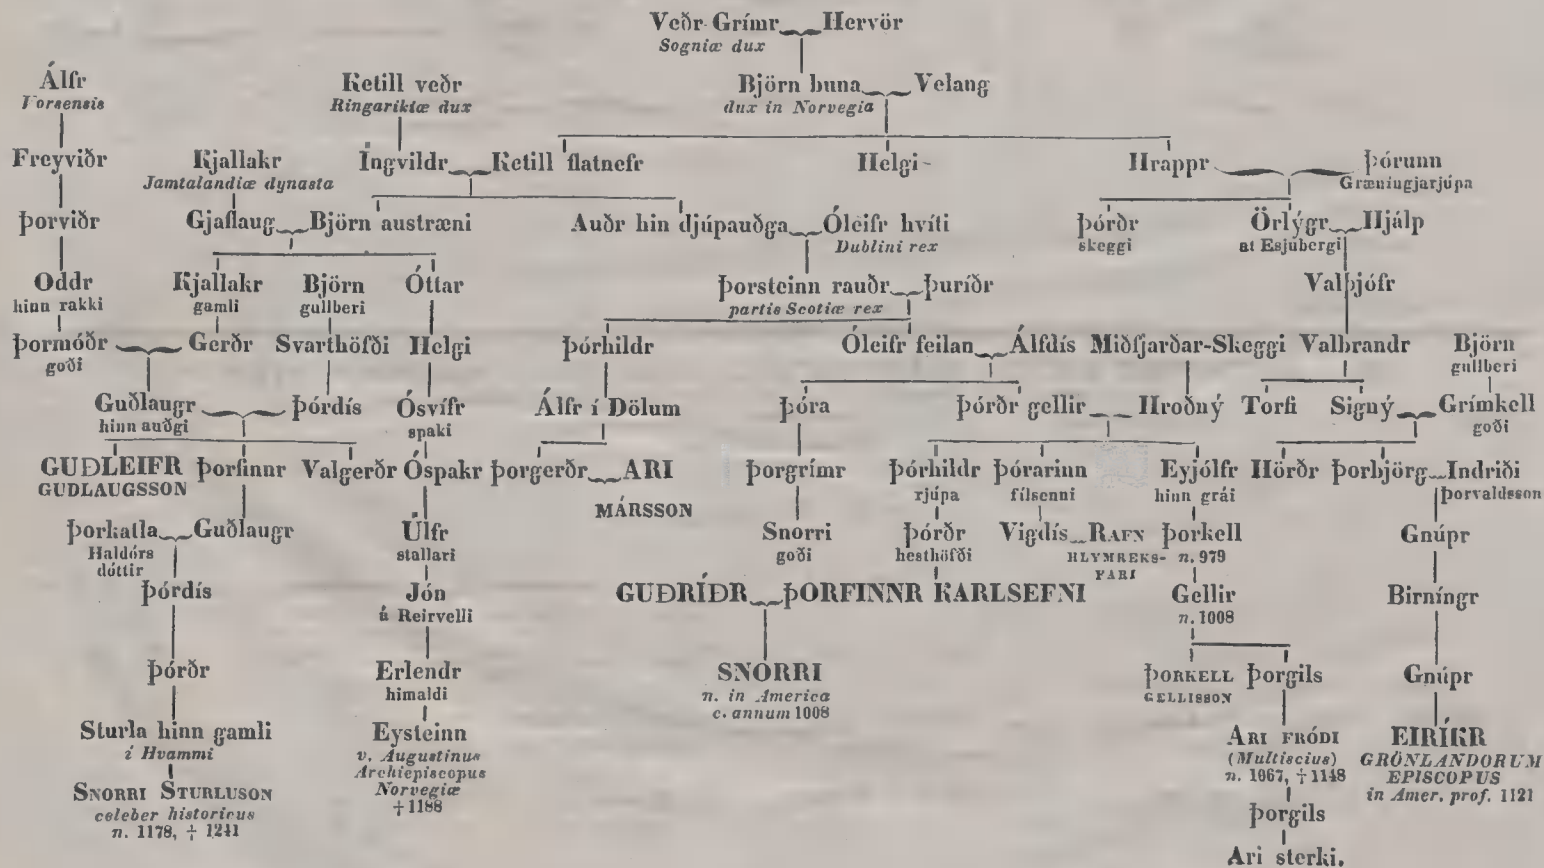 Veðr-Grímr Hervör
Sogniæ dux
Álfr Ketill veðr Björn buna Velang
Vorsensis Ringarikiæ dux dux in Norvegia
Freyviðr Kjallakr Íngvildr Ketill flatnefr Helgi Hrappr Þórunn
Jamtalandiæ dynasta Græníngjarjúpa
Þorviðr Gjaflaug Björn austræni Auðr hin djúpauðga Óleifr hvíti Þórðr Örlýgr Hjálp
Dublini rex skeggi at Esjubergi
Oddr Kjallakr Björn Óttar Þorsteinn rauðr Þuríðr Valþjófr
hinn rakki gamli gullberi partis Scotiæ rex
Þormóðr Gerðr Svarthöfði Helgi Þórhildr Óleifr feilan Álfdís Miðfjarðar-Skeggi Valbrandr Björn
goði gullberi
Guðlaugr Þórdís Ósvífr Álfr í Dölum Þóra Þórðr gellir Hroðný Torfi Signý Grímkell
hinn auðgi spaki goði
GUÐLEIFR Þorfinnr Valgerðr Óspakr Þorgerðr ARI Þorgrímr Þórhildr Þórarinn Eyjólfr Hörðr Þorbjörg Indriði
GUDLAUGSSON MÁRSSON rjúpa fílsenni hinn grái Þorvaldsson
Þorkatla Guðlaugr Úlfr Snorri Þórðr Vigdís RAFN Þorkell Gnúpr
Haldórs dóttir stallari goði hesthöfði HLYMREKS-FARI n. 979
Þórdís Jón GUÐRÍÐR ÞORFINNR KARLSEFNI Gellir Birníngr
á Reirvelli n. 1008
Þórðr Erlendr SNORRI ÞORKELL Þorgils Gnúpr
himaldi n. in America GELLISSON
c. annum 1008
Sturla hinn gamli Eysteinn ARI FRÓDI EIRÍKR
í Hvammi v. Augustinus (Multiscius) GRÖNLANDORUM
Archiepiscopus n. 1067, † 1148 EPISCOPUS
SNORRI STURLUSON Norvegiæ in Amer. prof. 1121
celeber historicus † 1188 Þorgils
n. 1178, † 1241
Ari sterki.